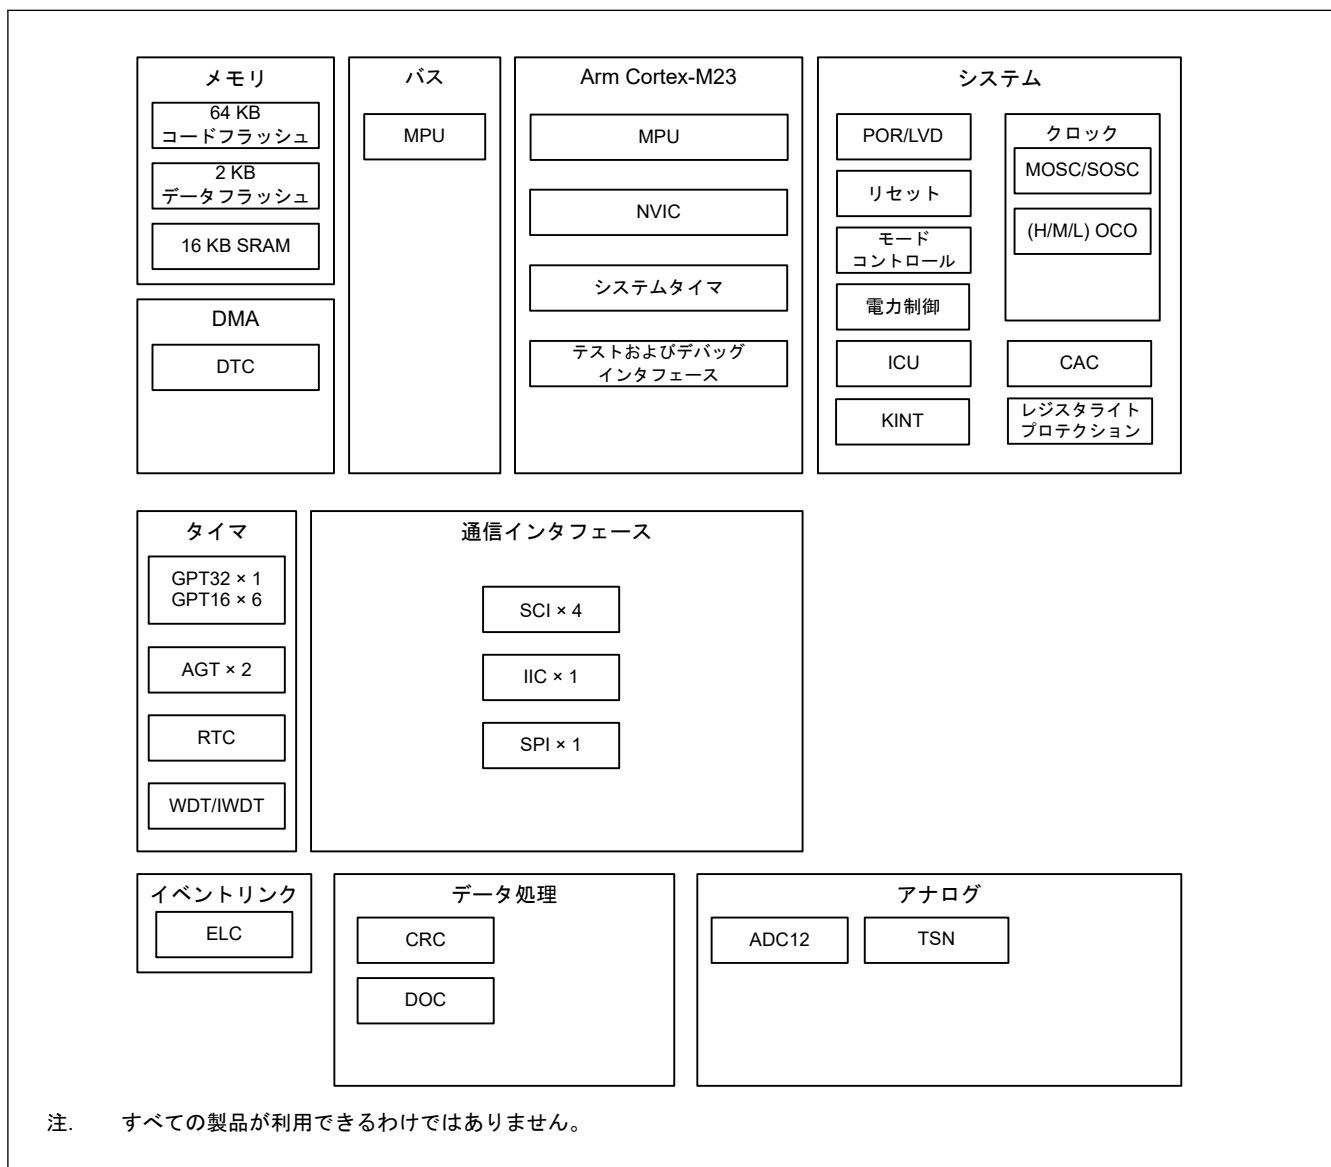 メモリ
64 KB
コードフラッシュ
2 KB
データフラッシュ
16 KB SRAM
DMA
DTC
バス
MPU
Arm Cortex-M23
MPU
NVIC
システムタイマ
テストおよびデバッグ
インタフェース
システム
POR/LVD
リセット
モード
コントロール
電力制御
ICU
KINT
クロック
MOSC/SOSC
(H/M/L) OCO
CAC
レジスタライト
プロテクション
タイマ
GPT32 × 1
GPT16 × 6
AGT × 2
RTC
WDT/IWDT
通信インタフェース
SCI × 4
IIC × 1
SPI × 1
イベントリンク
ELC
データ処理
CRC
DOC
アナログ
ADC12
TSN
注. すべての製品が利用できるわけではありません。